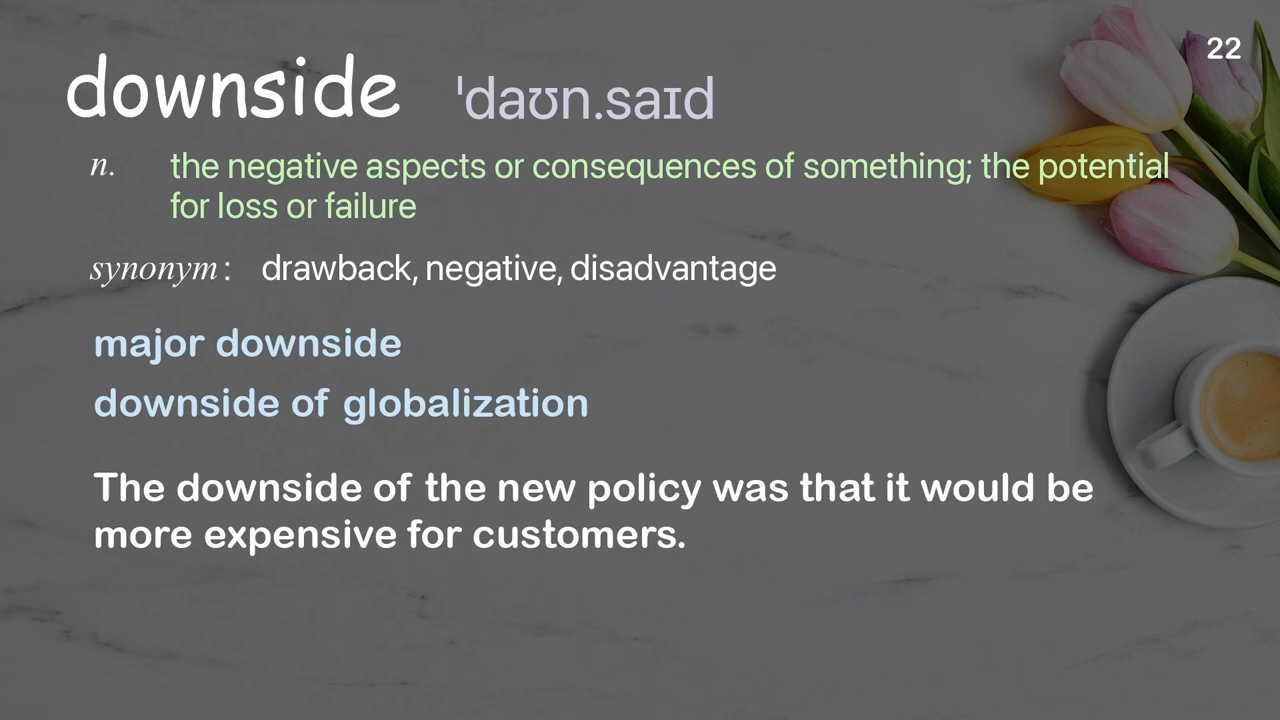 22
downside ˈdaʊn.saɪd
n. the negative aspects or consequences of something; the potential
for loss or failure
synonym: drawback, negative, disadvantage
major downside
downside of globalization
The downside of the new policy was that it would be
more expensive for customers.